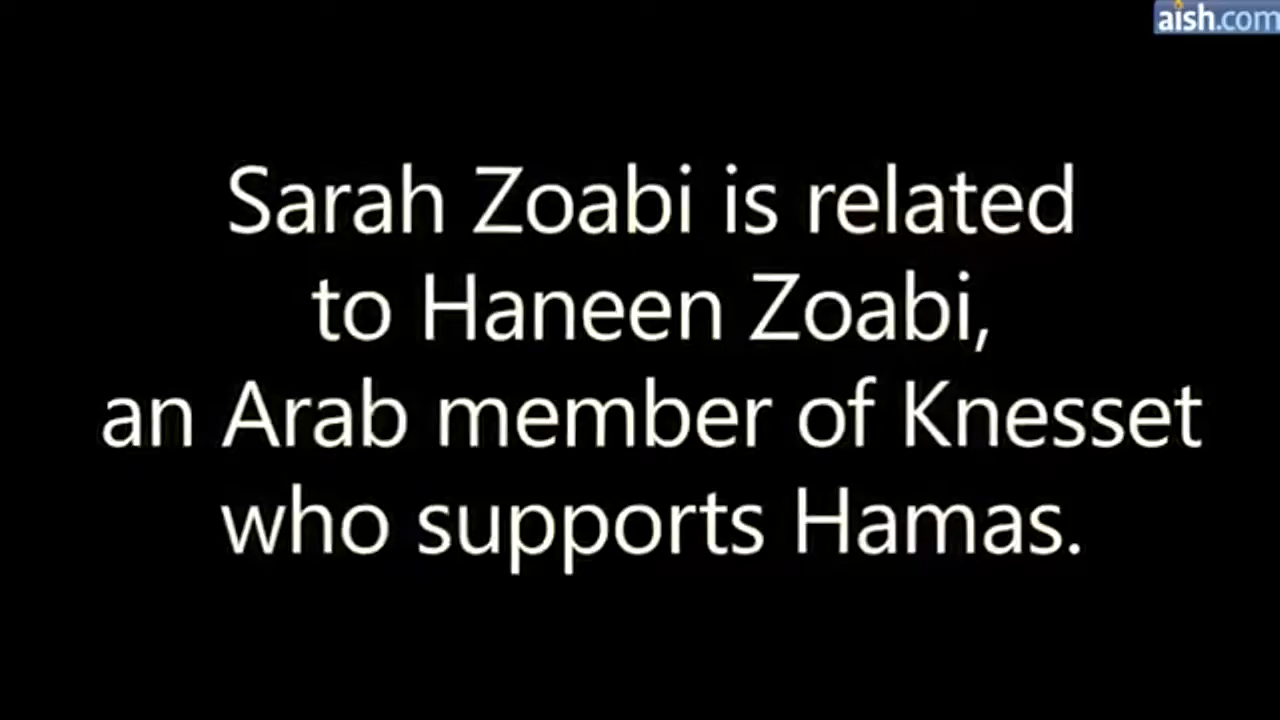 aish.com
Sarah Zoabi is related
to Haneen Zoabi,
an Arab member of Knesset
who supports Hamas.